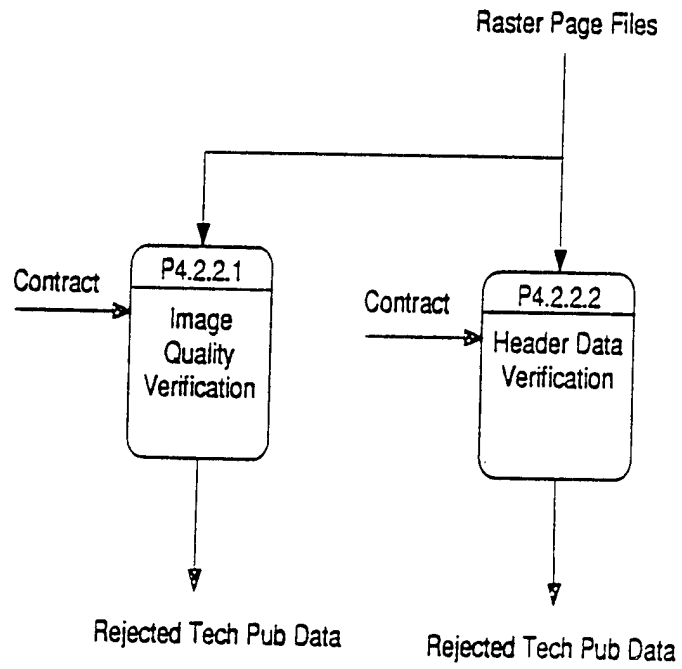 Raster Page Files
Contract
P4.2.2.1
Image
Quality
Verification
Contract
P4.2.2.2
Header Data
Verification
Rejected Tech Pub Data
Rejected Tech Pub Data